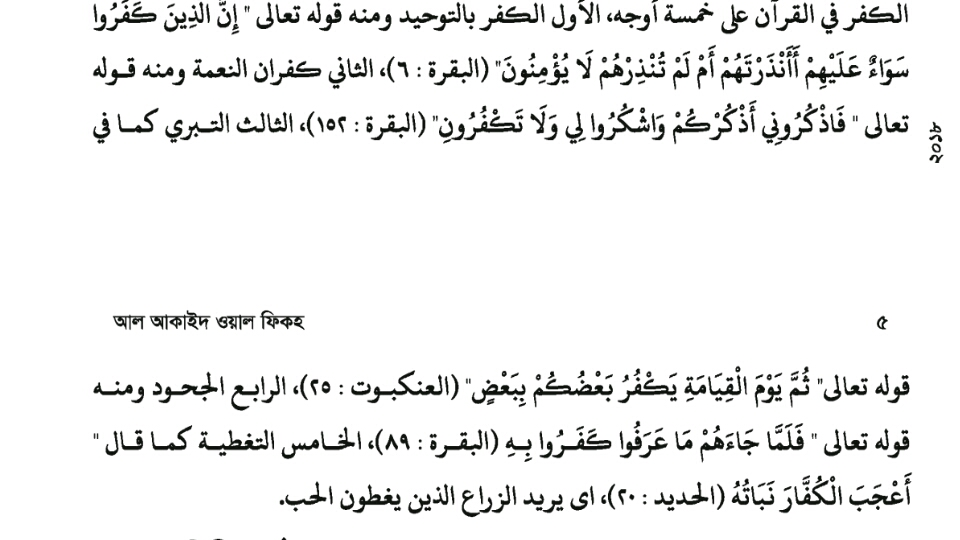 الكفر في القرآن على خمسة أوجه، الأول الكفر بالتوحيد ومنه قوله تعالى " إِنَّ الَّذِينَ كَفَرُوا
سَوَاءٌ عَلَيْهِمْ أَأَنْذَرْتَهُمْ أَمْ لَمْ تُنْذِرْهُمْ لَا يُؤْمِنُونَ" (البقرة : ٦)، الثاني كفران النعمة ومنه قوله
تعالى " فَاذْكُرُونِي أَذْكُرْكُمْ وَاشْكُرُوا لِي وَلَا تَكْفُرُونِ" (البقرة : ١٥٢)، الثالث التبري كما في
২০১৮
আল আকাইদ ওয়াল ফিকহ ৫
قوله تعالى" ثُمَّ يَوْمَ الْقِيَامَةِ يَكْفُرُ بَعْضُكُمْ بِبَعْضٍ" (العنكبوت : ٢٥)، الرابع الجحود ومنه
قوله تعالى " فَلَمَّا جَاءَهُمْ مَا عَرَفُوا كَفَرُوا بِهِ (البقرة : ٨٩)، الخامس التغطية كما قال "
أَعْجَبَ الْكُفَّارَ نَبَاتُهُ (الحديد : ٢٠)، اى يريد الزراع الذين يغطون الحب.